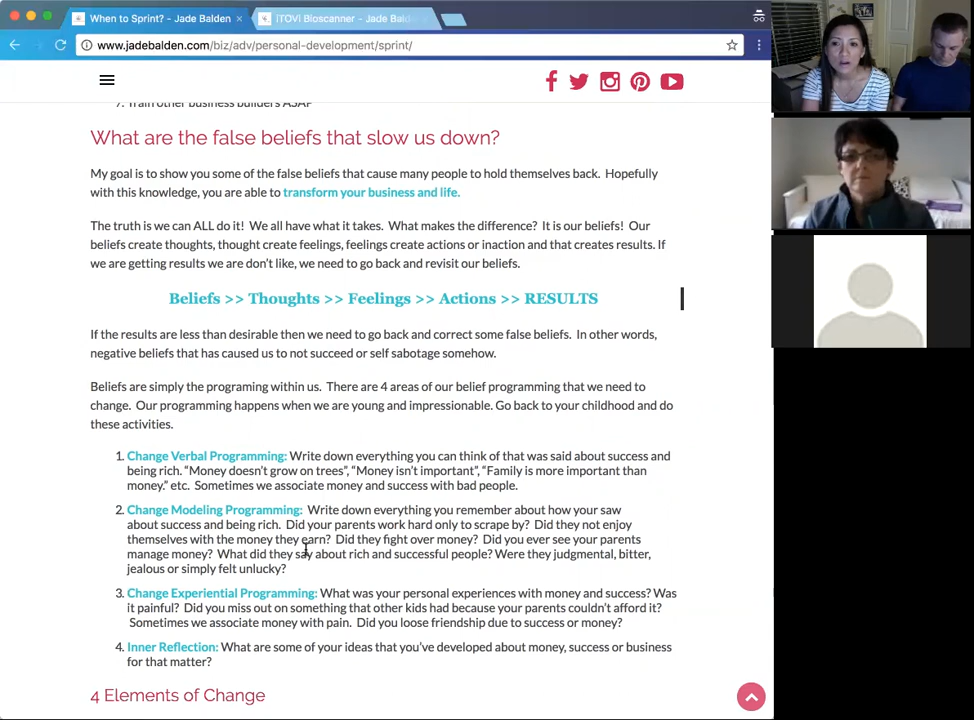 When to Sprint? - Jade Balden
iTOVi Bioscanner - Jade Bald
www.jadebalden.com/biz/adv/personal-development/sprint/
7. Train other business builders ASAP
What are the false beliefs that slow us down?
My goal is to show you some of the false beliefs that cause many people to hold themselves back. Hopefully
with this knowledge, you are able to transform your business and life.
The truth is we can ALL do it! We all have what it takes. What makes the difference? It is our beliefs! Our
beliefs create thoughts, thought create feelings, feelings create actions or inaction and that creates results. If
we are getting results we are don't like, we need to go back and revisit our beliefs.
Beliefs >> Thoughts >> Feelings >> Actions >> RESULTS
If the results are less than desirable then we need to go back and correct some false beliefs. In other words,
negative beliefs that has caused us to not succeed or self sabotage somehow.
Beliefs are simply the programing within us. There are 4 areas of our belief programming that we need to
change. Our programming happens when we are young and impressionable. Go back to your childhood and do
these activities.
1. Change Verbal Programming: Write down everything you can think of that was said about success and
being rich. “Money doesn't grow on trees”, “Money isn't important”, “Family is more important than
money.” etc. Sometimes we associate money and success with bad people.
2. Change Modeling Programming: Write down everything you remember about how your saw
about success and being rich. Did your parents work hard only to scrape by? Did they not enjoy
themselves with the money they earn? Did they fight over money? Did you ever see your parents
manage money? What did they say about rich and successful people? Were they judgmental, bitter,
jealous or simply felt unlucky?
3. Change Experiential Programming: What was your personal experiences with money and success? Was
it painful? Did you miss out on something that other kids had because your parents couldn't afford it?
Sometimes we associate money with pain. Did you loose friendship due to success or money?
4. Inner Reflection: What are some of your ideas that you've developed about money, success or business
for that matter?
4 Elements of Change